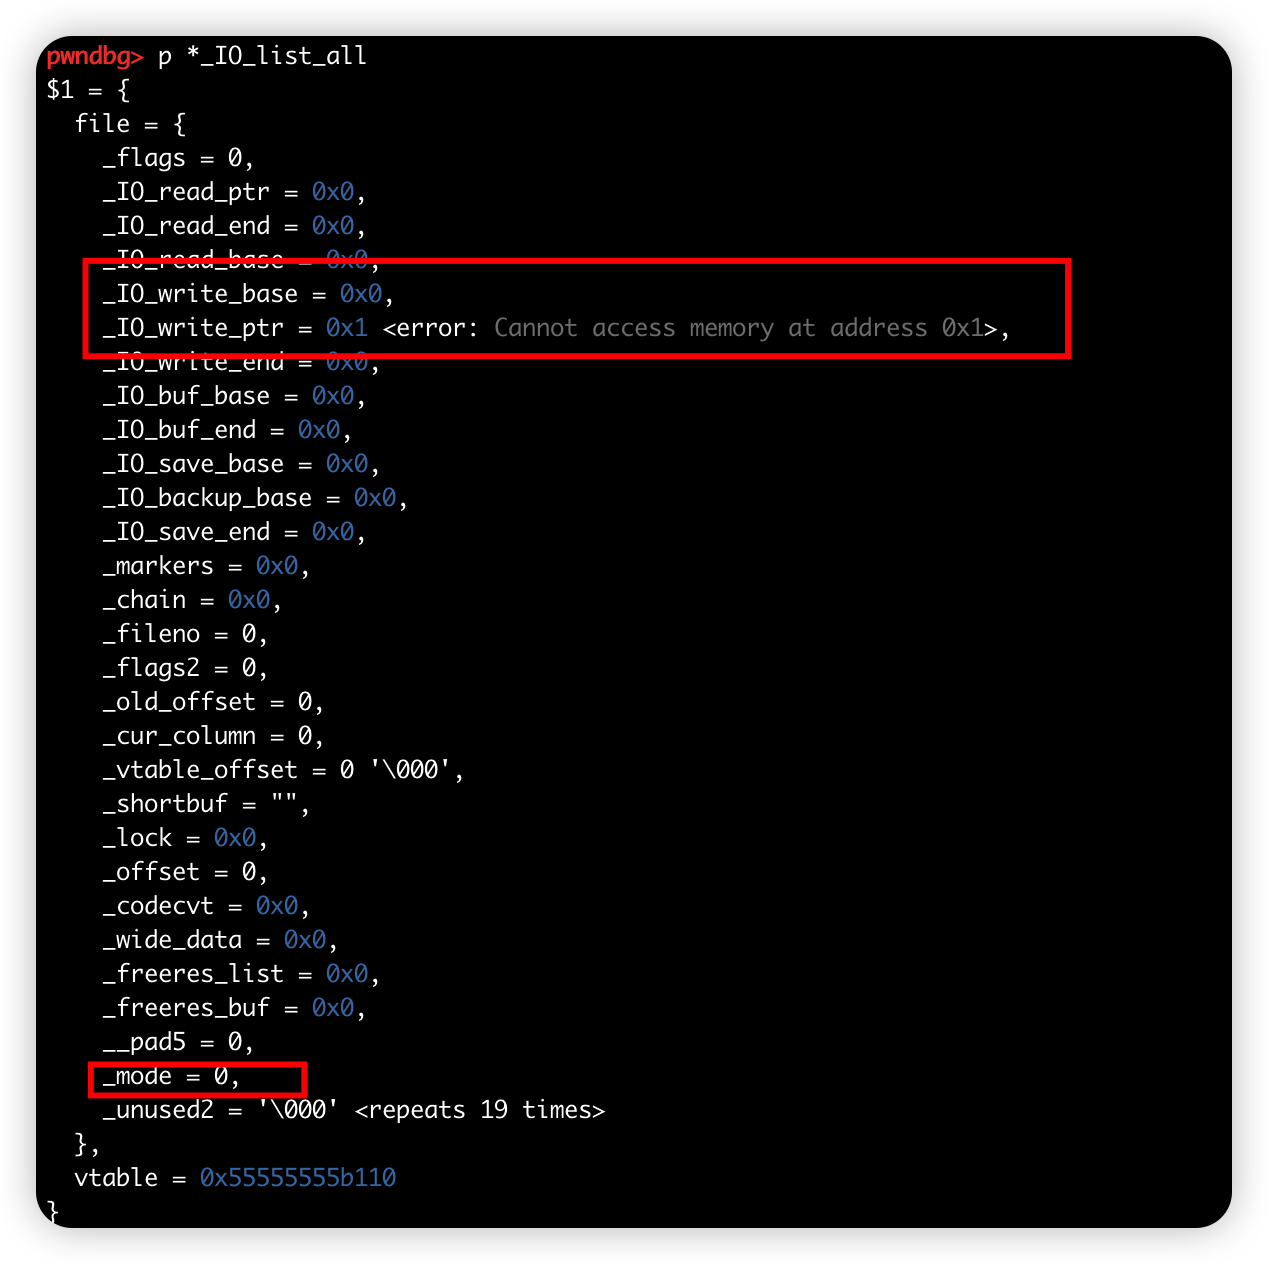 pwndbg> p *_IO_list_all
$1 = {
  file = {
    _flags = 0,
    _IO_read_ptr = 0x0,
    _IO_read_end = 0x0,
    _IO_read_base = 0x0,
    _IO_write_base = 0x0,
    _IO_write_ptr = 0x1 <error: Cannot access memory at address 0x1>,
    _IO_write_end = 0x0,
    _IO_buf_base = 0x0,
    _IO_buf_end = 0x0,
    _IO_save_base = 0x0,
    _IO_backup_base = 0x0,
    _IO_save_end = 0x0,
    _markers = 0x0,
    _chain = 0x0,
    _fileno = 0,
    _flags2 = 0,
    _old_offset = 0,
    _cur_column = 0,
    _vtable_offset = 0 '\000',
    _shortbuf = "",
    _lock = 0x0,
    _offset = 0,
    _codecvt = 0x0,
    _wide_data = 0x0,
    _freeres_list = 0x0,
    _freeres_buf = 0x0,
    __pad5 = 0,
    _mode = 0,
    _unused2 = '\000' <repeats 19 times>
  },
  vtable = 0x55555555b110
}